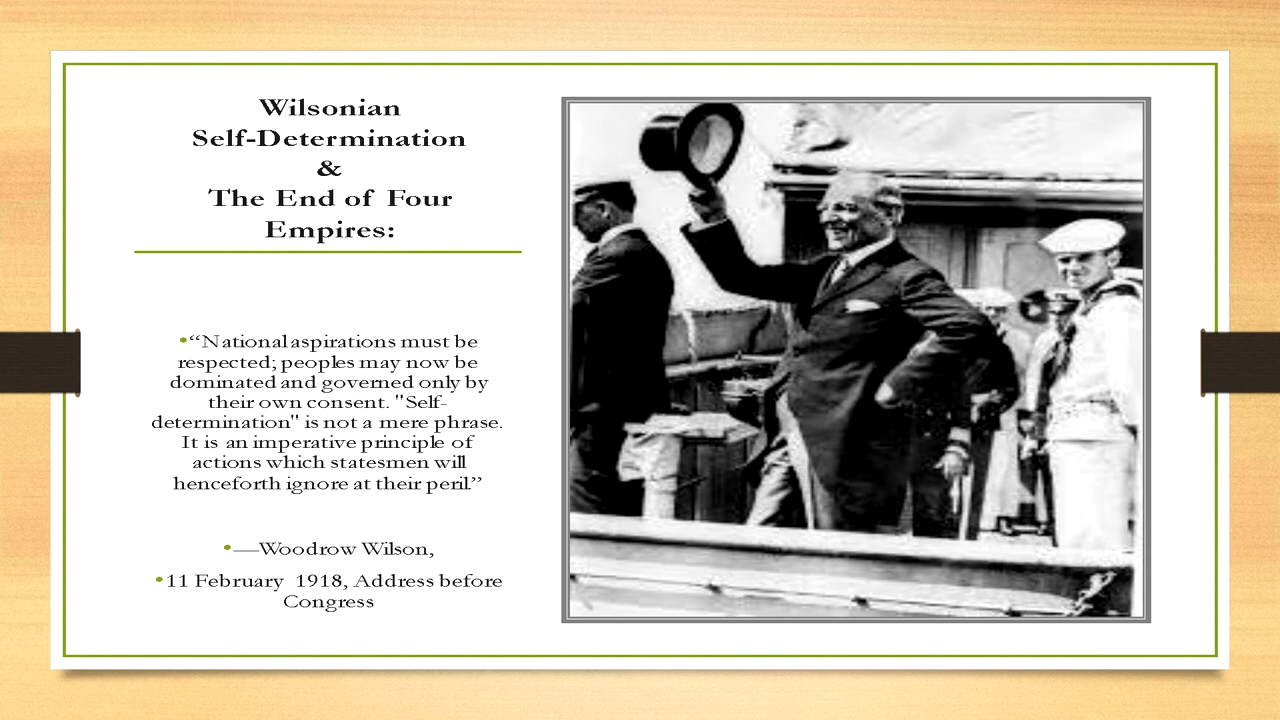 Wilsonian
Self-Determination
&
The End of Four
Empires:
•“National aspirations must be
respected; peoples may now be
dominated and governed only by
their own consent. "Self-
determination" is not a mere phrase.
It is an imperative principle of
actions which statesmen will
henceforth ignore at their peril.”
•—Woodrow Wilson,
•11 February 1918, Address before
Congress